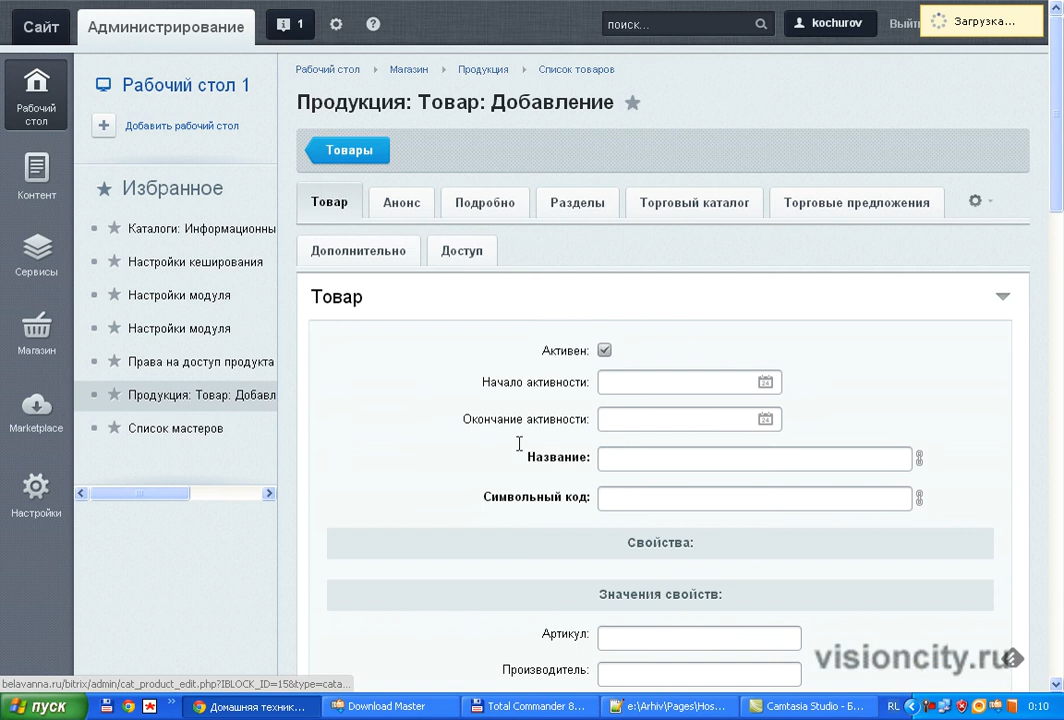 Сайт
Администрирование
1
поиск...
kochurov
Загрузка...
Рабочий стол
Рабочий стол 1
Добавить рабочий стол
Контент
Сервисы
Магазин
Marketplace
Настройки
Избранное
Каталоги: Информационны
Настройки кеширования
Настройки модуля
Настройки модуля
Права на доступ продукта
Продукция: Товар: Добавл
Список мастеров
Рабочий стол
Магазин
Продукция
Список товаров
Продукция: Товар: Добавление
Товары
Товар
Анонс
Подробно
Разделы
Торговый каталог
Торговые предложения
Дополнительно
Доступ
Товар
Активен:
Начало активности:
Окончание активности:
Название:
Символьный код:
Свойства:
Значения свойств:
Артикул:
Производитель:
visioncity.ru
belavanna.ru/bitrix/admin/cat_product_edit.php?IBLOCK_ID=15&type=cata...
пуск
Домашняя техник...
Download Master
Total Commander 8...
e:\Arhiv\Pages\Hos...
Camtasia Studio - Б...
RL
0:10